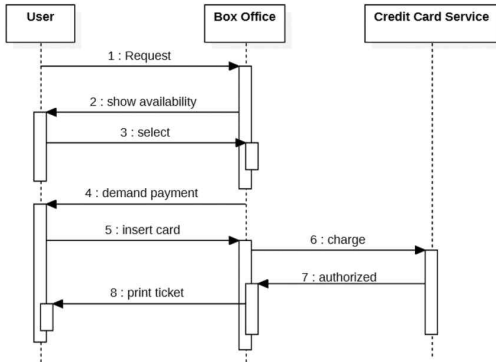 User
Box Office
Credit Card Service
1 : Request
2 : show availability
3 : select
4 : demand payment
5 : insert card
6 : charge
7 : authorized
8 : print ticket